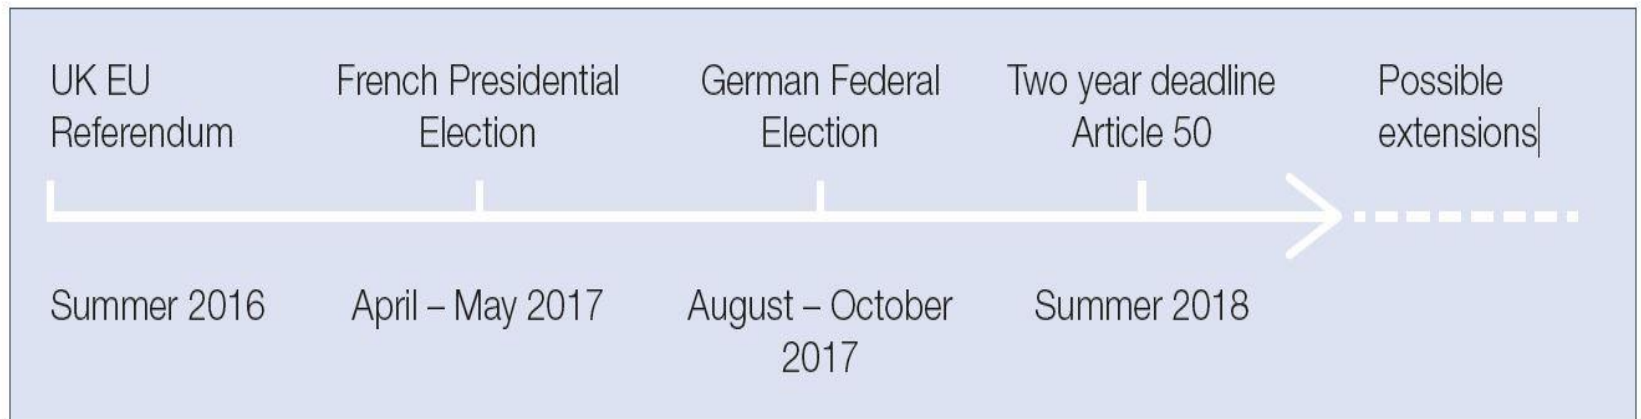 UK EU
Referendum
French Presidential
Election
German Federal
Election
Two year deadline
Article 50
Possible
extensions
Summer 2016
April – May 2017
August – October
2017
Summer 2018